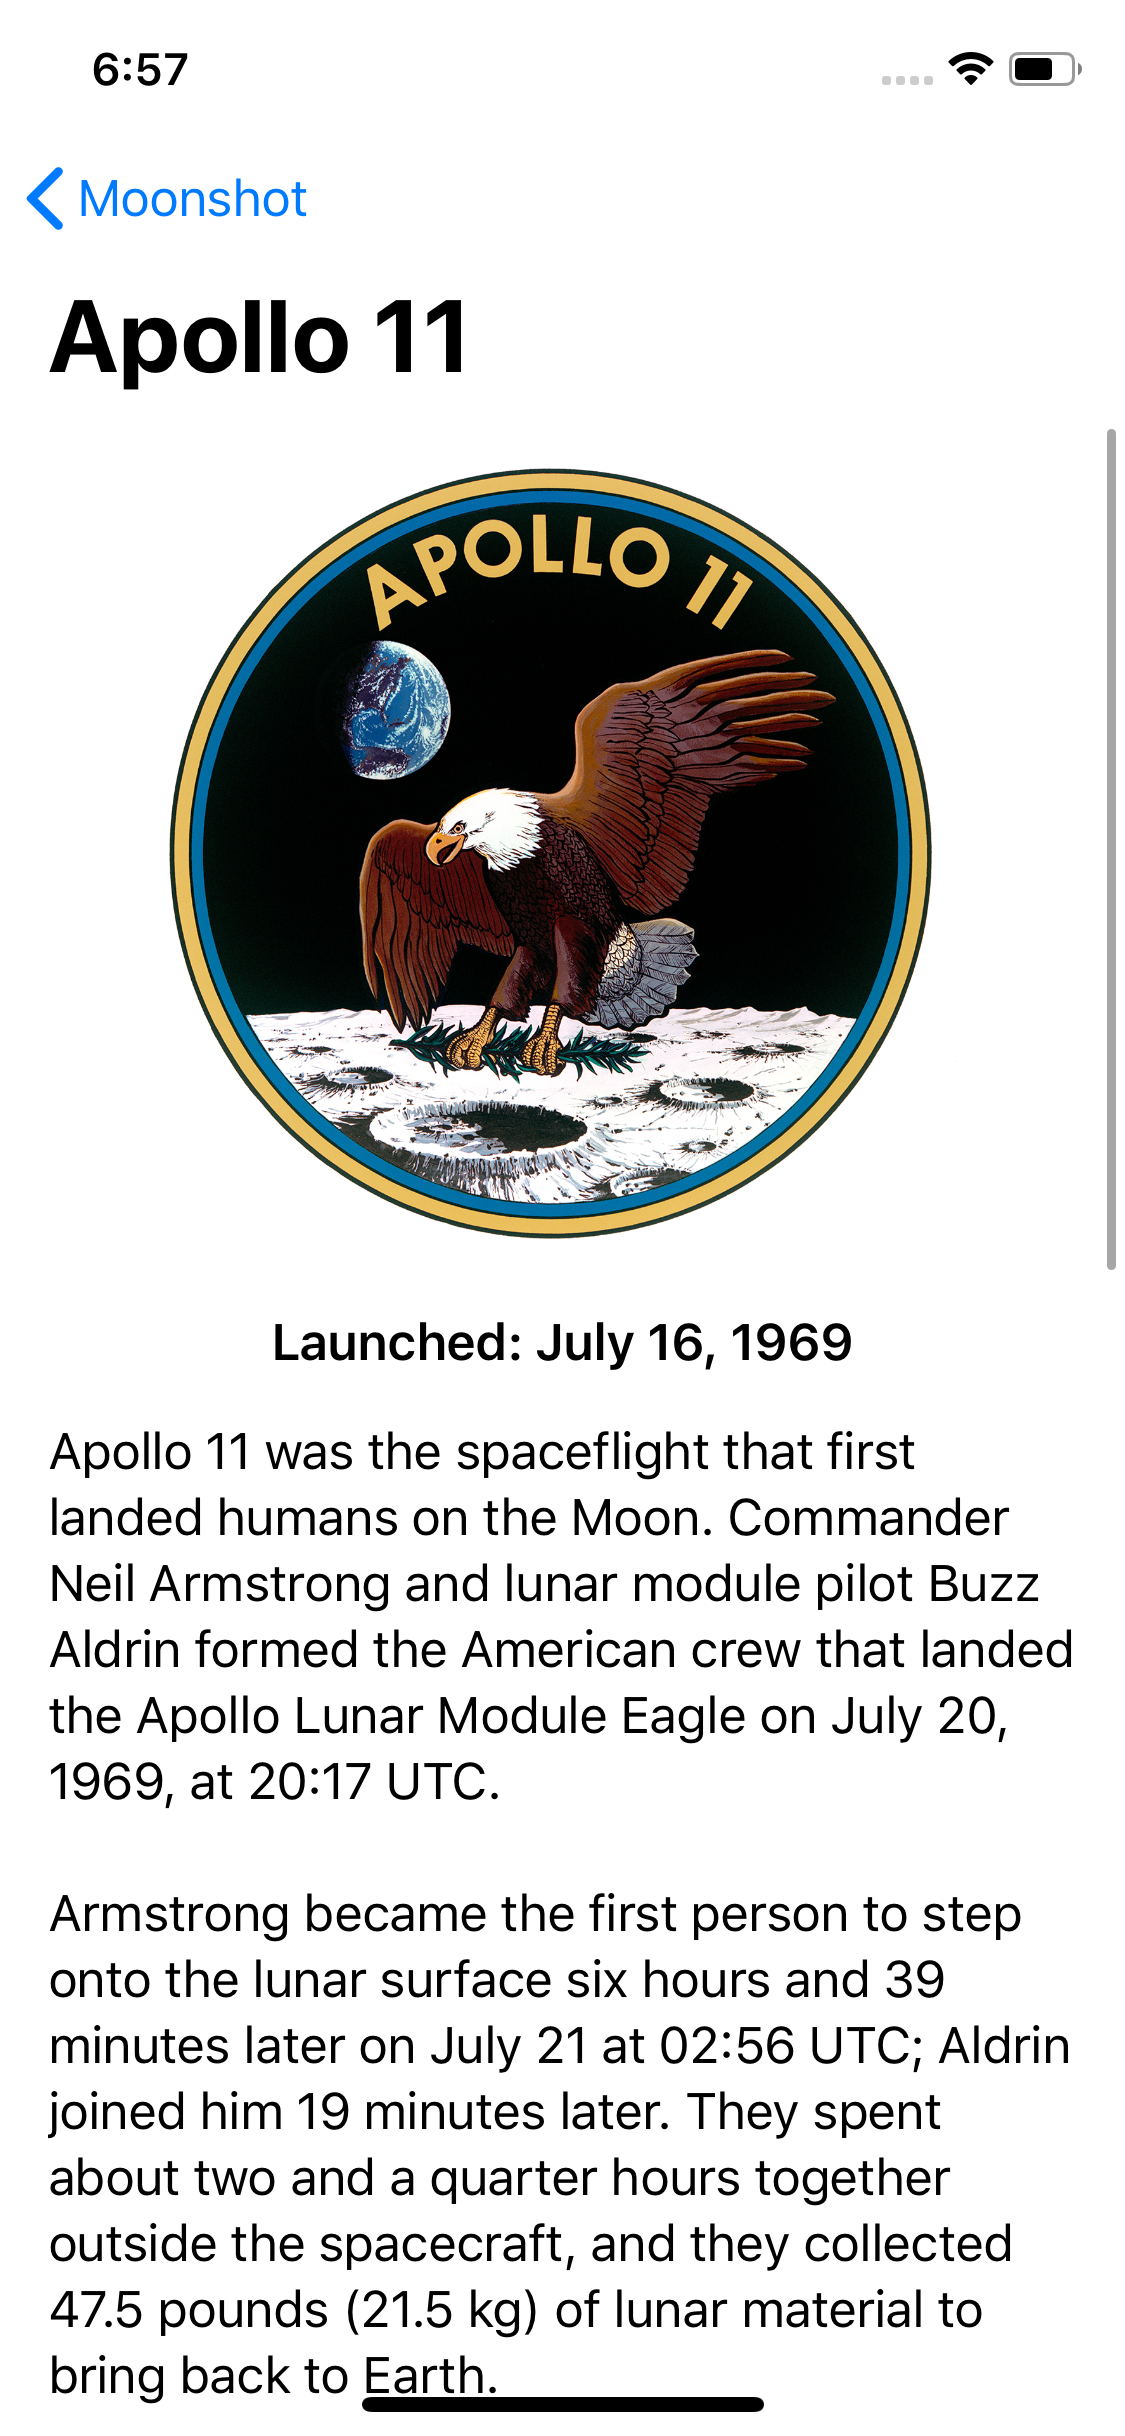 6:57
Moonshot
Apollo 11
APOLLO 11
Launched: July 16, 1969
Apollo 11 was the spaceflight that first
landed humans on the Moon. Commander
Neil Armstrong and lunar module pilot Buzz
Aldrin formed the American crew that landed
the Apollo Lunar Module Eagle on July 20,
1969, at 20:17 UTC.
Armstrong became the first person to step
onto the lunar surface six hours and 39
minutes later on July 21 at 02:56 UTC; Aldrin
joined him 19 minutes later. They spent
about two and a quarter hours together
outside the spacecraft, and they collected
47.5 pounds (21.5 kg) of lunar material to
bring back to Earth.